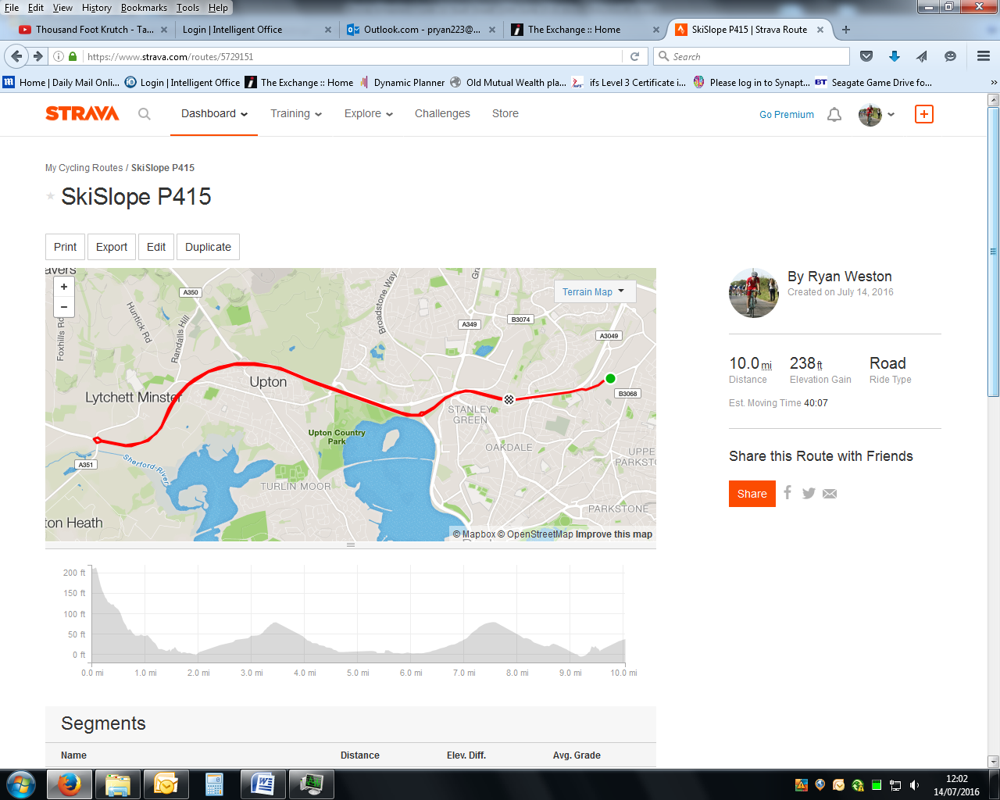 File Edit View History Bookmarks Tools Help
Thousand Foot Krutch - Ta... Login | Intelligent Office Outlook.com - pryan223@... The Exchange :: Home SkiSlope P415 | Strava Route
https://www.strava.com/routes/5729151 Search
Home | Daily Mail Onli... Login | Intelligent Office The Exchange :: Home Dynamic Planner Old Mutual Wealth pla... ifs Level 3 Certificate i... Please log in to Synapt... BT Seagate Game Drive fo... »
STRAVA Dashboard Training Explore Challenges Store Go Premium
My Cycling Routes / SkiSlope P415
SkiSlope P415
Print Export Edit Duplicate
avers
+
−
A350
Foxhills Rd
Huntick Rd
Randalls Hill
Broadstone Way
Gra
Terrain Map
A349
B3074
A3049
B3068
Upton
Lytchett Minster
STANLEY GREEN
Upton Country Park
OAKDALE
UPPE
PARKST
A351
Sherford River
TURLIN MOOR
PARKSTONE
ton Heath
© Mapbox © OpenStreetMap Improve this map
By Ryan Weston
Created on July 14, 2016
10.0mi 238ft Road
Distance Elevation Gain Ride Type
Est. Moving Time 40:07
Share this Route with Friends
Share
200 ft
150 ft
100 ft
50 ft
0 ft
0.0 mi 1.0 mi 2.0 mi 3.0 mi 4.0 mi 5.0 mi 6.0 mi 7.0 mi 8.0 mi 9.0 mi 10.0 mi
Segments
Name Distance Elev. Diff. Avg. Grade
12:02
14/07/2016